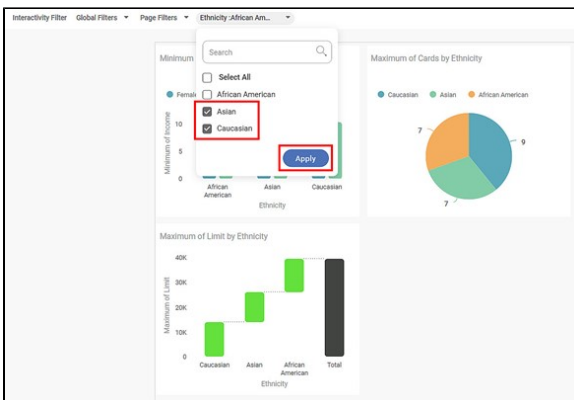 Interactivity Filter Global Filters Page Filters Ethnicity :African Am...
Search
Select All
African American
Asian
Caucasian
Apply
Minimum
Female
Minimum of Income
10
5
0
African American
Asian
Caucasian
Ethnicity
Maximum of Cards by Ethnicity
Caucasian Asian African American
7
9
7
Maximum of Limit by Ethnicity
Maximum of Limit
40K
30K
20K
10K
0
Caucasian Asian African American Total
Ethnicity